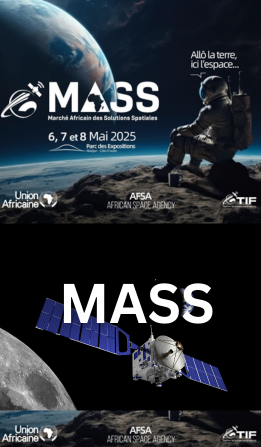 Allô la terre,
ici l'espace...
MASS
Marché Africain des Solutions Spatiales
6, 7 et 8 Mai 2025
Parc des Expositions
Union
Africaine
AFSA
AFRICAN SPACE AGENCY
TIF
MASS
Union
Africaine
AFSA
AFRICAN SPACE AGENCY
TIF